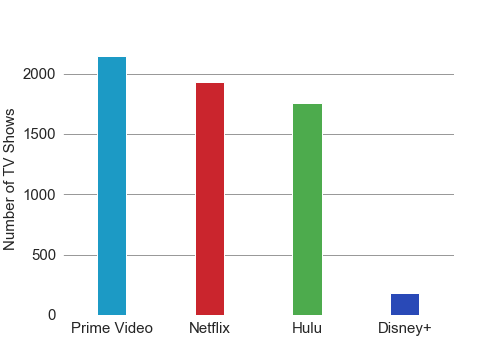 Number of TV Shows
2000
1500
1000
500
0
Prime Video
Netflix
Hulu
Disney+